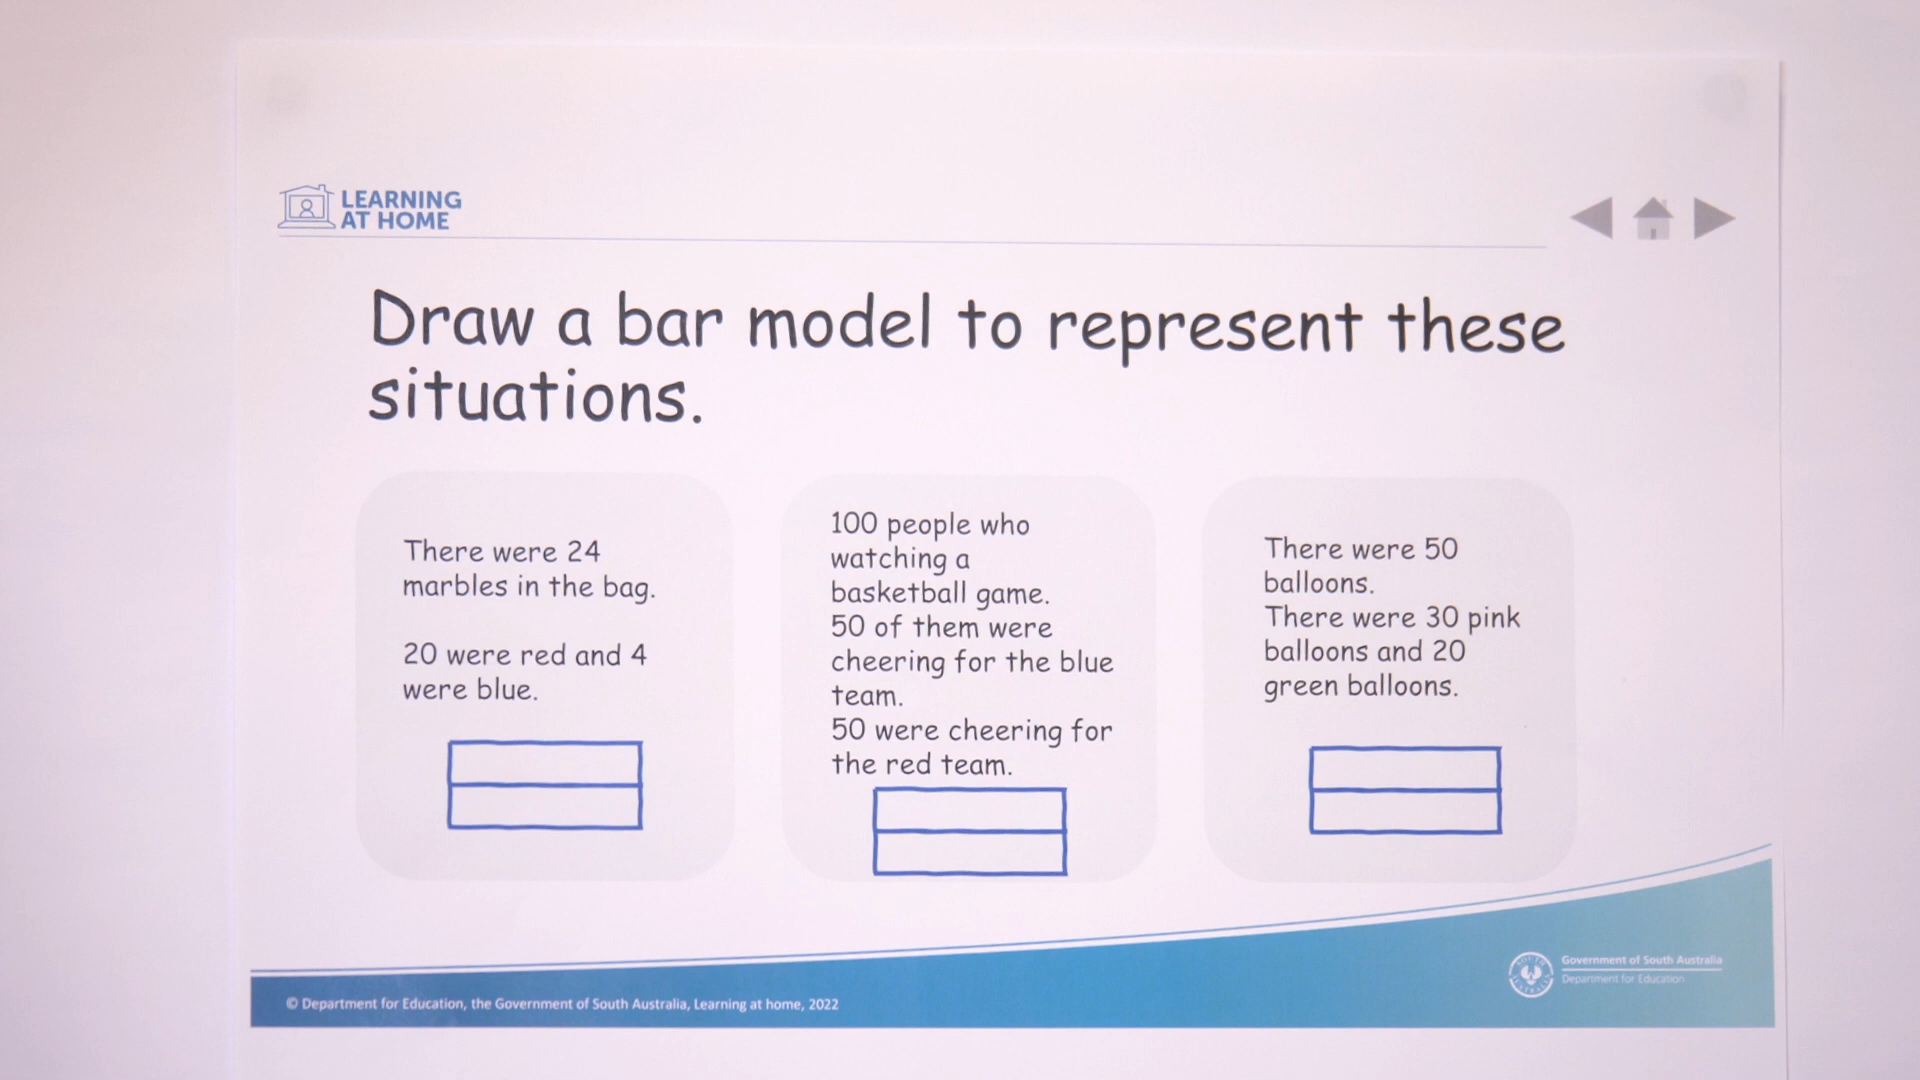 LEARNING
AT HOME
Draw a bar model to represent these
situations.
There were 24
marbles in the bag.
20 were red and 4
were blue.
100 people who
watching a
basketball game.
50 of them were
cheering for the blue
team.
50 were cheering for
the red team.
There were 50
balloons.
There were 30 pink
balloons and 20
green balloons.
Government of South Australia
Department for Education
© Department for Education, the Government of South Australia, Learning at home, 2022